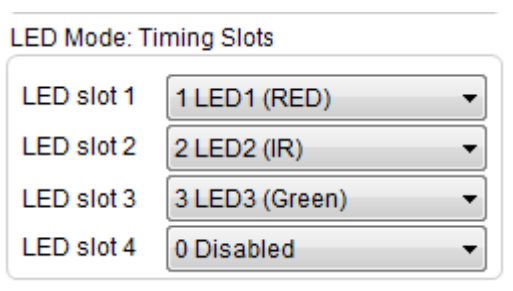 LED Mode: Timing Slots
LED slot 1 1 LED1 (RED)
LED slot 2 2 LED2 (IR)
LED slot 3 3 LED3 (Green)
LED slot 4 0 Disabled